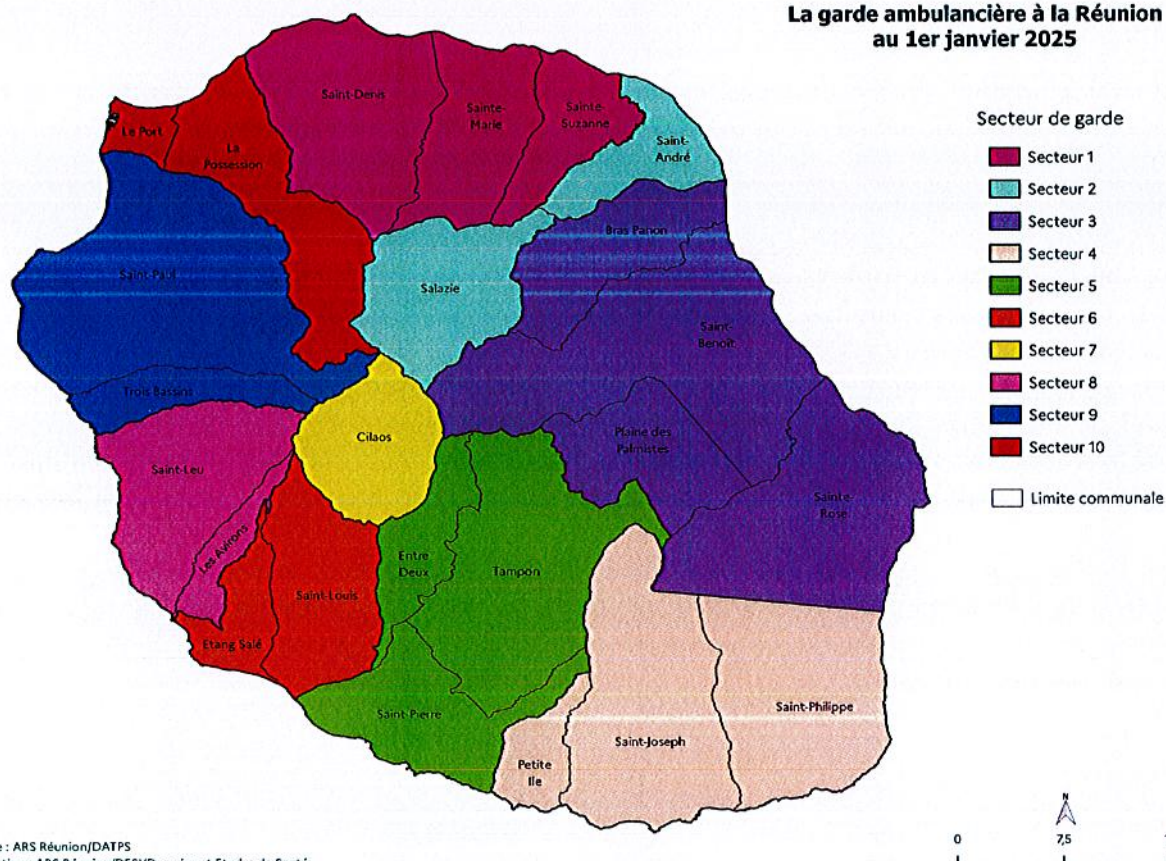 La garde ambulancière à la Réunion
au 1er janvier 2025
Saint-Denis
Sainte-
Marie
Sainte-
Suzanne
Saint-
André
Le Port
La
Possession
Bras Panon
Saint-Paul
Salazie
Saint-
Benoit
Trois Bassins
Cilaos
Plaine des
Palmistes
Saint-Leu
Sainte-
Rose
Les Avirons
Entre
Deux
Tampon
Saint-Louis
Etang Salé
Saint-Pierre
Saint-Philippe
Saint-Joseph
Petite
Ile
Secteur de garde
Secteur 1
Secteur 2
Secteur 3
Secteur 4
Secteur 5
Secteur 6
Secteur 7
Secteur 8
Secteur 9
Secteur 10
Limite communale
N
0 7,5
: ARS Réunion/DATPS